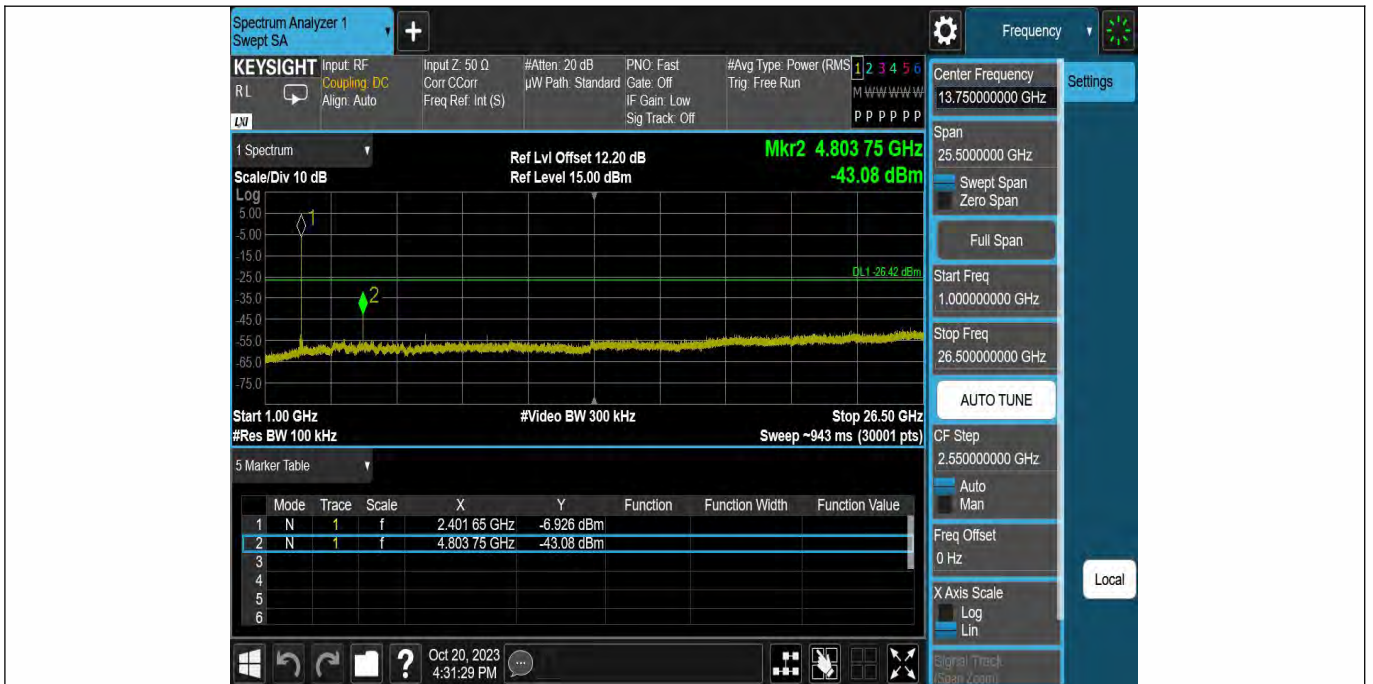 Spectrum Analyzer 1
Swept SA
+
Frequency
KEYSIGHT
RL
LXI
Input: RF
Coupling: DC
Align: Auto
Input Z: 50 Ω
Corr CCorr
Freq Ref: Int (S)
#Atten: 20 dB
µW Path: Standard
PNO: Fast
Gate: Off
IF Gain: Low
Sig Track: Off
#Avg Type: Power (RMS
Trig: Free Run
1 2 3 4 5 6
M W W W W W
P P P P P P
1 Spectrum
Scale/Div 10 dB
Ref Lvl Offset 12.20 dB
Ref Level 15.00 dBm
Mkr2 4.803 75 GHz
-43.08 dBm
Log
5.00
-5.00
-15.0
-25.0
-35.0
-45.0
-55.0
-65.0
-75.0
1
2
DL1 -26.42 dBm
Start 1.00 GHz
#Res BW 100 kHz
#Video BW 300 kHz
Stop 26.50 GHz
Sweep ~943 ms (30001 pts)
5 Marker Table
Mode Trace Scale X Y Function Function Width Function Value
1 N 1 f 2.401 65 GHz -6.926 dBm
2 N 1 f 4.803 75 GHz -43.08 dBm
3
4
5
6
?
Oct 20, 2023
4:31:29 PM
Center Frequency
13.750000000 GHz
Settings
Span
25.5000000 GHz
Swept Span
Zero Span
Full Span
Start Freq
1.000000000 GHz
Stop Freq
26.500000000 GHz
AUTO TUNE
CF Step
2.550000000 GHz
Auto
Man
Freq Offset
0 Hz
X Axis Scale
Log
Lin
Local
Signal Track
(Span Zoom)